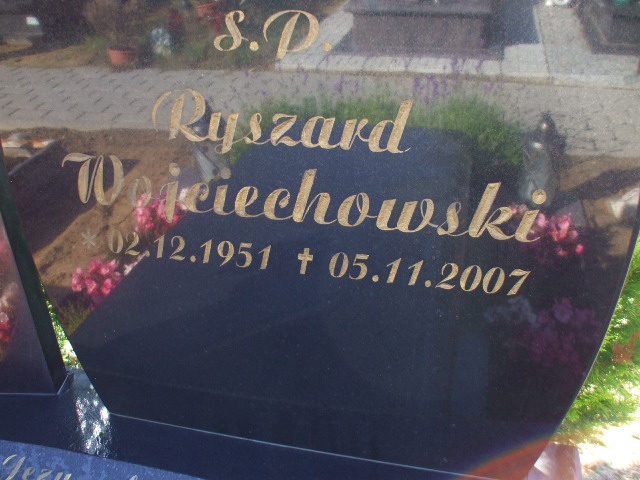 Ś.P.
Ryszard
Wojciechowski
* 02.12.1951 † 05.11.2007